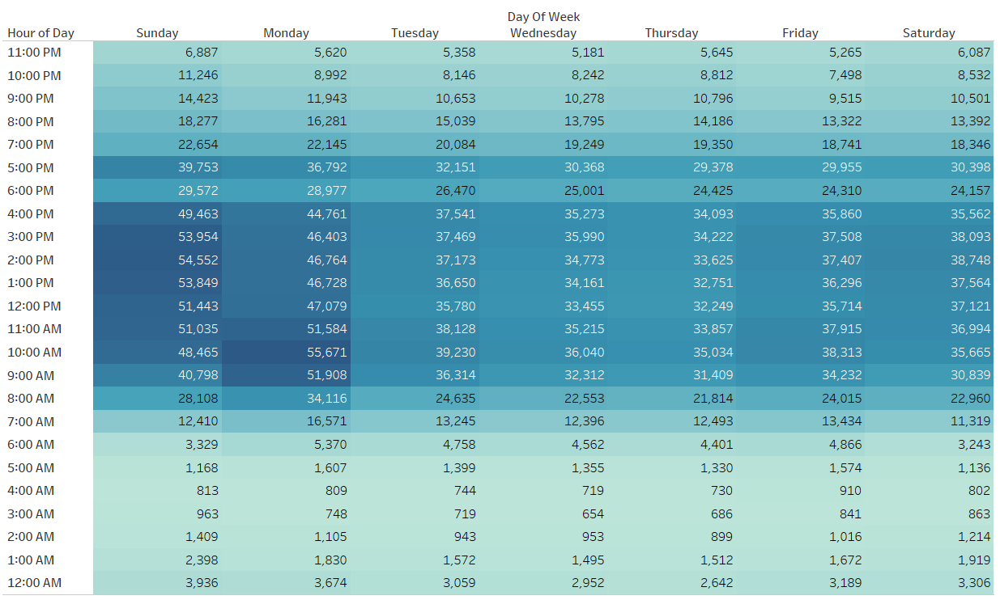 Day Of Week
Hour of Day Sunday Monday Tuesday Wednesday Thursday Friday Saturday
11:00 PM 6,887 5,620 5,358 5,181 5,645 5,265 6,087
10:00 PM 11,246 8,992 8,146 8,242 8,812 7,498 8,532
9:00 PM 14,423 11,943 10,653 10,278 10,796 9,515 10,501
8:00 PM 18,277 16,281 15,039 13,795 14,186 13,322 13,392
7:00 PM 22,654 22,145 20,084 19,249 19,350 18,741 18,346
5:00 PM 39,753 36,792 32,151 30,368 29,378 29,955 30,398
6:00 PM 29,572 28,977 26,470 25,001 24,425 24,310 24,157
4:00 PM 49,463 44,761 37,541 35,273 34,093 35,860 35,562
3:00 PM 53,954 46,403 37,469 35,990 34,222 37,508 38,093
2:00 PM 54,552 46,764 37,173 34,773 33,625 37,407 38,748
1:00 PM 53,849 46,728 36,650 34,161 32,751 36,296 37,564
12:00 PM 51,443 47,079 35,780 33,455 32,249 35,714 37,121
11:00 AM 51,035 51,584 38,128 35,215 33,857 37,915 36,994
10:00 AM 48,465 55,671 39,230 36,040 35,034 38,313 35,665
9:00 AM 40,798 51,908 36,314 32,312 31,409 34,232 30,839
8:00 AM 28,108 34,116 24,635 22,553 21,814 24,015 22,960
7:00 AM 12,410 16,571 13,245 12,396 12,493 13,434 11,319
6:00 AM 3,329 5,370 4,758 4,562 4,401 4,866 3,243
5:00 AM 1,168 1,607 1,399 1,355 1,330 1,574 1,136
4:00 AM 813 809 744 719 730 910 802
3:00 AM 963 748 719 654 686 841 863
2:00 AM 1,409 1,105 943 953 899 1,016 1,214
1:00 AM 2,398 1,830 1,572 1,495 1,512 1,672 1,919
12:00 AM 3,936 3,674 3,059 2,952 2,642 3,189 3,306